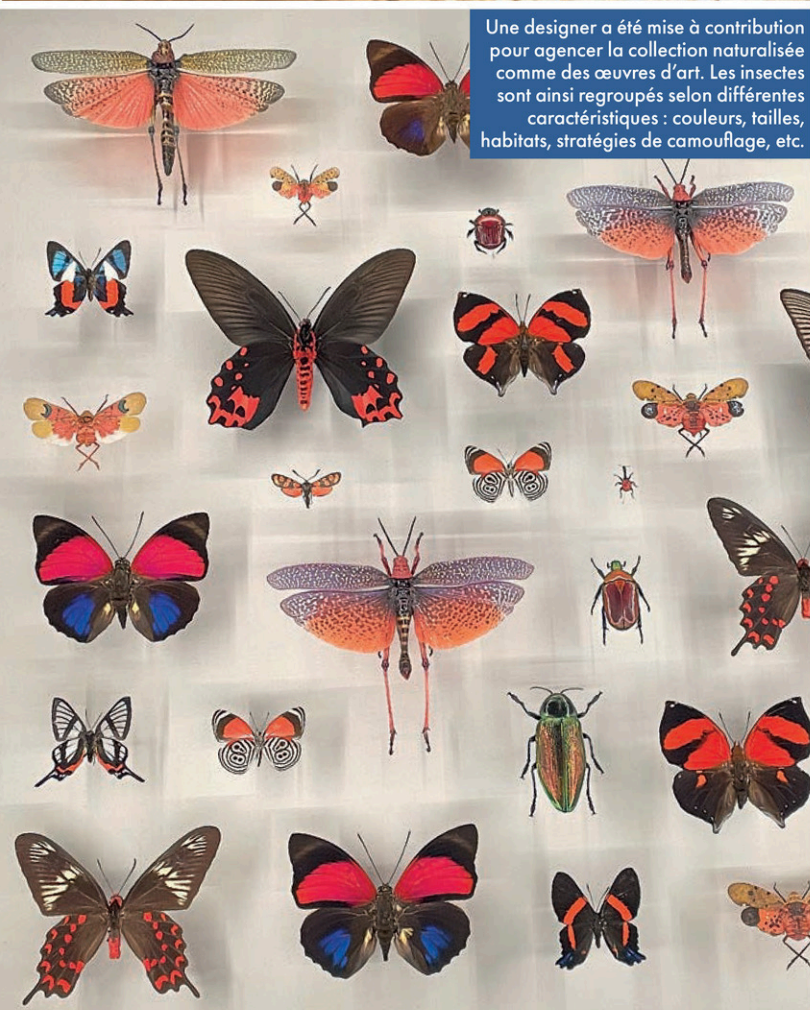 Une designer a été mise à contribution
pour agencer la collection naturalisée
comme des œuvres d’art. Les insectes
sont ainsi regroupés selon différentes
caractéristiques : couleurs, tailles,
habitats, stratégies de camouflage, etc.